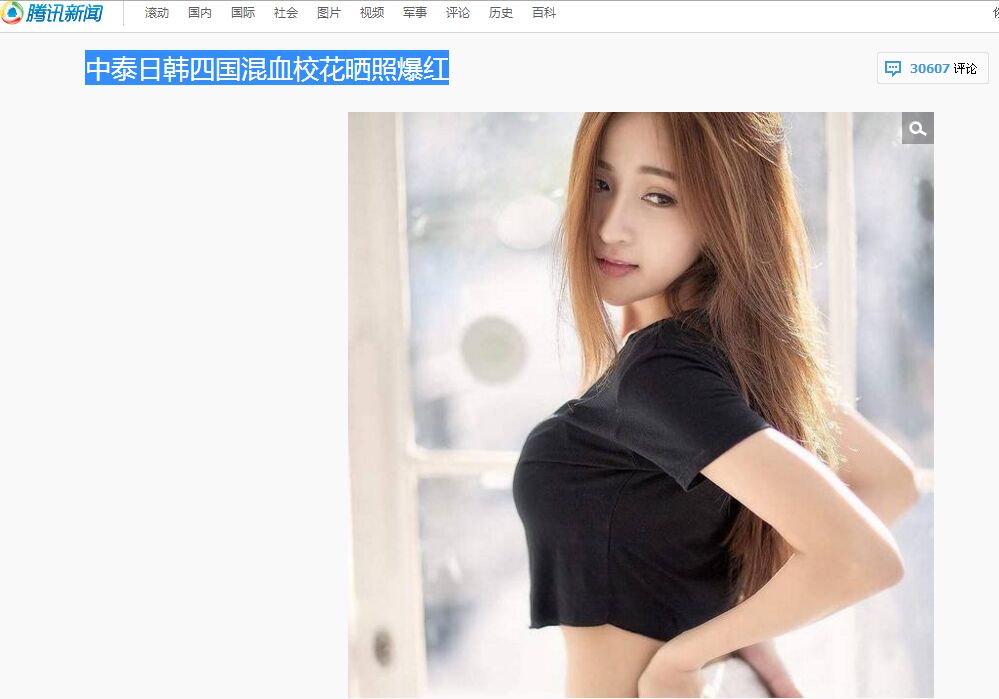 腾讯新闻 滚动 国内 国际 社会 图片 视频 军事 评论 历史 百科
中泰日韩四国混血校花晒照爆红
30607 评论